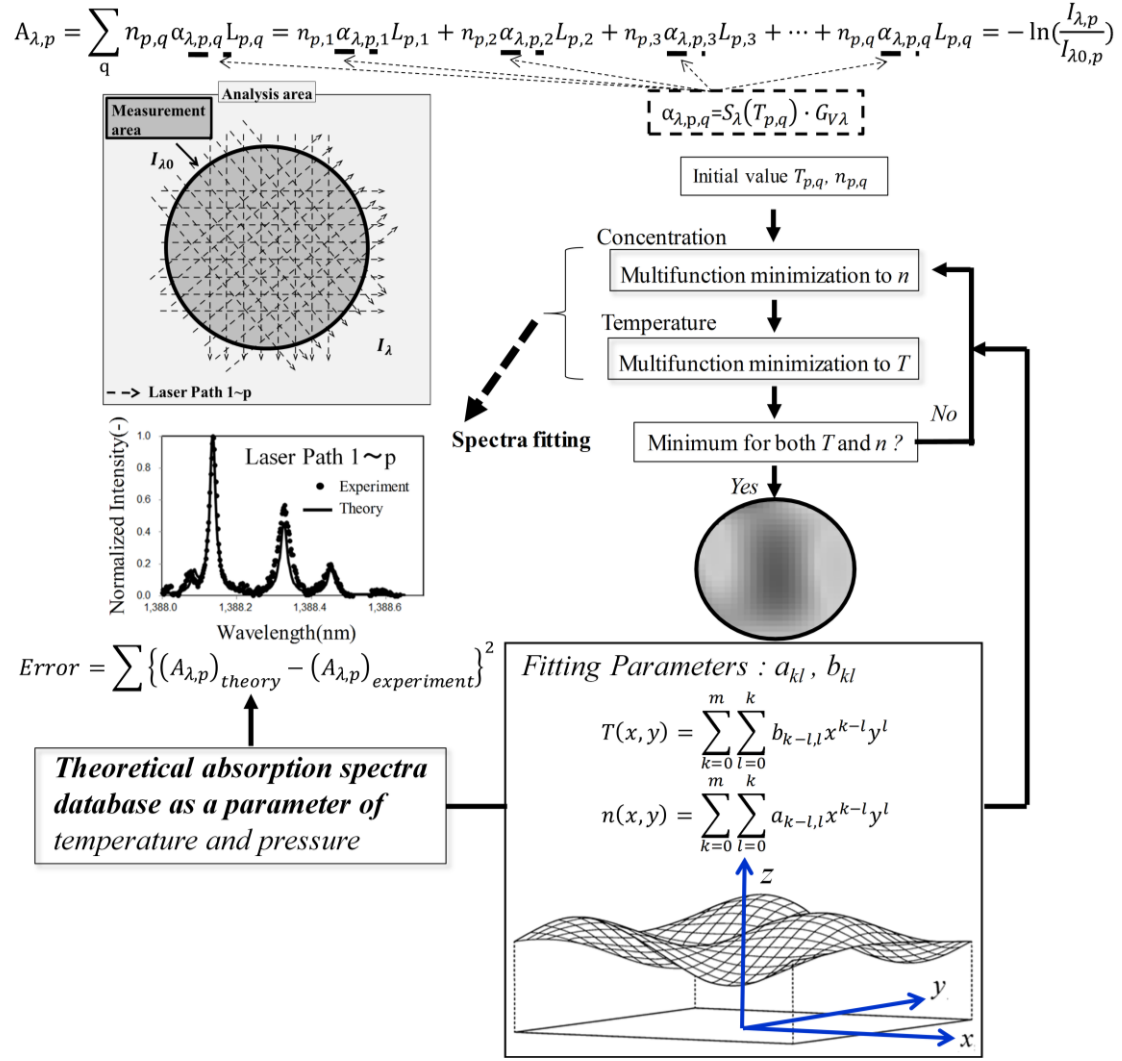 A_{λ,p} = ∑_q n_{p,q}α_{λ,p,q}L_{p,q} = n_{p,1}α_{λ,p,1}L_{p,1} + n_{p,2}α_{λ,p,2}L_{p,2} + n_{p,3}α_{λ,p,3}L_{p,3} + ⋯ + n_{p,q}α_{λ,p,q}L_{p,q} = − ln(I_{λ,p}/I_{λ0,p})
α_{λ,p,q}=S_λ(T_{p,q}) · G_{Vλ}
Analysis area
Measurement
area
I_{λ0}
I_λ
Laser Path 1~p
Initial value T_{p,q}, n_{p,q}
Concentration
Multifunction minimization to n
Temperature
Multifunction minimization to T
Spectra fitting
No
Minimum for both T and n ?
Yes
Normalized Intensity(-)
1.0
0.8
0.6
0.4
0.2
0.0
Laser Path 1～p
Experiment
Theory
1,388.0 1,388.2 1,388.4 1,388.6
Wavelength(nm)
Error = ∑{(A_{λ,p})_{theory} − (A_{λ,p})_{experiment}}^2
Theoretical absorption spectra
database as a parameter of
temperature and pressure
Fitting Parameters : a_{kl} , b_{kl}
T(x, y) = ∑_{k=0}^{m} ∑_{l=0}^{k} b_{k−l,l} x^{k−l} y^l
n(x, y) = ∑_{k=0}^{m} ∑_{l=0}^{k} a_{k−l,l} x^{k−l} y^l
z
y
x